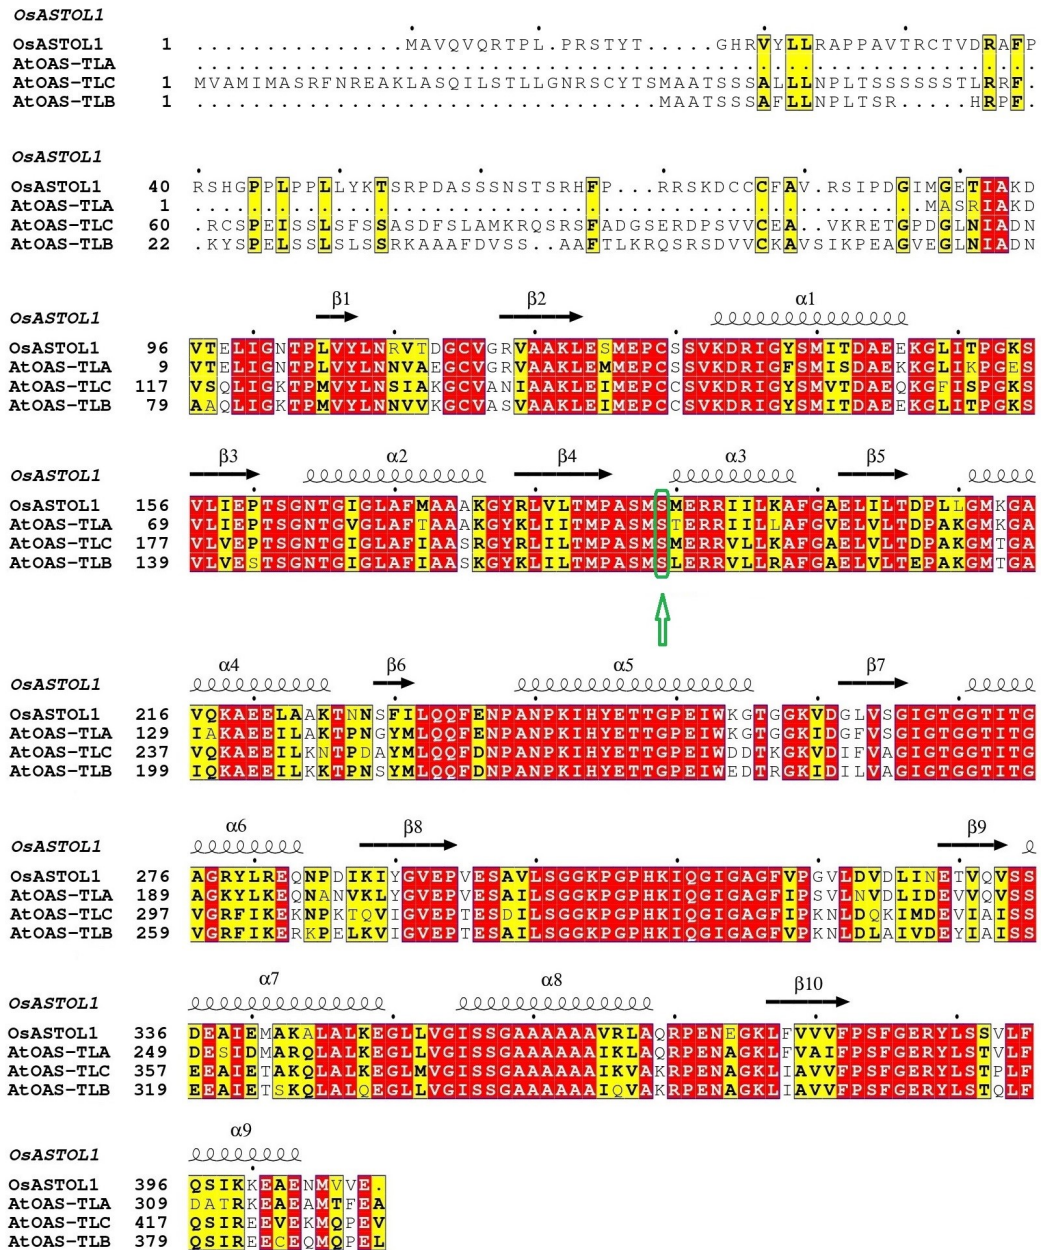 OsASTOL1
OsASTOL1 1 ...............MAVQVQRTPL.PRSTYT.....GHRVYLLRAPPAVTRCTVDRAFP
AtOAS-TLA ............................................................
AtOAS-TLC 1 MVAMIMASRFNREAKLASQILSTLLGNRSCYTSMAATSSSALLLNPLTSSSSSSTLRRF.
AtOAS-TLB 1 .................................MAATSSSAFLLNPLTSR.....HRPF.
OsASTOL1
OsASTOL1 40 RSHGPPLPPLLYKTSRPDASSSNSTSRHFP...RRSKDCCCFAV.RSIPDGIMGETIAKD
AtOAS-TLA 1 ....................................................MASRIAKD
AtOAS-TLC 60 .RCSPEISSLSFSSASDFSLAMKRQSRSFADGSERDPSVVCEA..VKRETGPDGLNIADN
AtOAS-TLB 22 .KYSPELSSLSLSSRKAAAFDVSS..AAFTLKRQSRSDVVCKAVSIKPEAGVEGLNIADN
β1 β2 α1
OsASTOL1
OsASTOL1 96 VTELIGNTPLVYLNRVTDGCVGRVAAKLESMEPCSSVKDRIGYSMITDAEEKGLITPGKS
AtOAS-TLA 9 VTELIGNTPLVYLNNVAEGCVGRVAAKLEMMEPCSSVKDRIGFSMISDAEKKGLIKPGES
AtOAS-TLC 117 VSQLIGKTPMVYLNSIAKGCVANIAAKLEIMEPCCSVKDRIGYSMVTDAEQKGFISPGKS
AtOAS-TLB 79 AAQLIGKTPMVYLNNVVKGCVASVAAKLEIMEPCCSVKDRIGYSMITDAEEKGLITPGKS
β3 α2 β4 α3 β5
OsASTOL1
OsASTOL1 156 VLIEPTSGNTGIGLAFMAAAKGYRLVLTMPASMSMERRIILKAFGAELILTDPLLGMKGA
AtOAS-TLA 69 VLIEPTSGNTGVGLAFTAAAKGYKLIITMPASMSTERRIILLAFGVELVLTDPAKGMKGA
AtOAS-TLC 177 VLVEPTSGNTGIGLAFIAASRGYRLILTMPASMSMERRVLLKAFGAELVLTDPAKGMTGA
AtOAS-TLB 139 VLVESTSGNTGIGLAFIAASKGYKLILTMPASMSLERRVLLRAFGAELVLTEPAKGMTGA
α4 β6 α5 β7
OsASTOL1
OsASTOL1 216 VQKAEELAAKTNNSFILQQFENPANPKIHYETTGPEIWKGTGGKVDGLVSGIGTGGTITG
AtOAS-TLA 129 IAKAEEILAKTPNGYMLQQFENPANPKIHYETTGPEIWKGTGGKIDGFVSGIGTGGTITG
AtOAS-TLC 237 VQKAEEILKNTPDAYMLQQFDNPANPKIHYETTGPEIWDDTKGKVDIFVAGIGTGGTITG
AtOAS-TLB 199 IQKAEEILKKTPNSYMLQQFDNPANPKIHYETTGPEIWEDTRGKIDILVAGIGTGGTITG
α6 β8 β9
OsASTOL1
OsASTOL1 276 AGRYLREQNPDIKIYGVEPVESAVLSGGKPGPHKIQGIGAGFVPGVLDVDLINETVQVSS
AtOAS-TLA 189 AGKYLKEQNANVKLYGVEPVESAILSGGKPGPHKIQGIGAGFIPSVLNVDLIDEVVQVSS
AtOAS-TLC 297 VGRFIKEKNPKTQVIGVEPTESDILSGGKPGPHKIQGIGAGFIPKNLDQKIMDEVIAISS
AtOAS-TLB 259 VGRFIKERKPELKVIGVEPTESAILSGGKPGPHKIQGIGAGFVPKNLDLAIVDEYIAISS
α7 α8 β10
OsASTOL1
OsASTOL1 336 DEAIEMAKALALKEGLLVGISSGAAAAAAVRLAQRPENEGKLFVVVFPSFGERYLSSVLF
AtOAS-TLA 249 DESIDMARQLALKEGLLVGISSGAAAAAAIKLAQRPENAGKLFVAIFPSFGERYLSTVLF
AtOAS-TLC 357 EEAIETAKQLALKEGLMVGISSGAAAAAAIKVAKRPENAGKLIAVVFPSFGERYLSTPLF
AtOAS-TLB 319 EEAIETSKQLALQEGLLVGISSGAAAAAAIQVAKRPENAGKLIAVVFPSFGERYLSTQLF
α9
OsASTOL1
OsASTOL1 396 QSIKKEAENMVVE.
AtOAS-TLA 309 DATRKEAEAMTFEA
AtOAS-TLC 417 QSIREEVEKMQPEV
AtOAS-TLB 379 QSIREECEQMQPEL